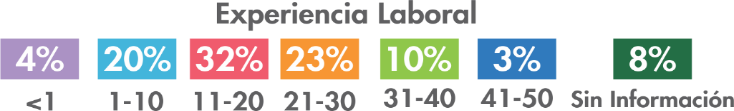 Experiencia Laboral
4% 20% 32% 23% 10% 3% 8%
<1 1-10 11-20 21-30 31-40 41-50 Sin Información